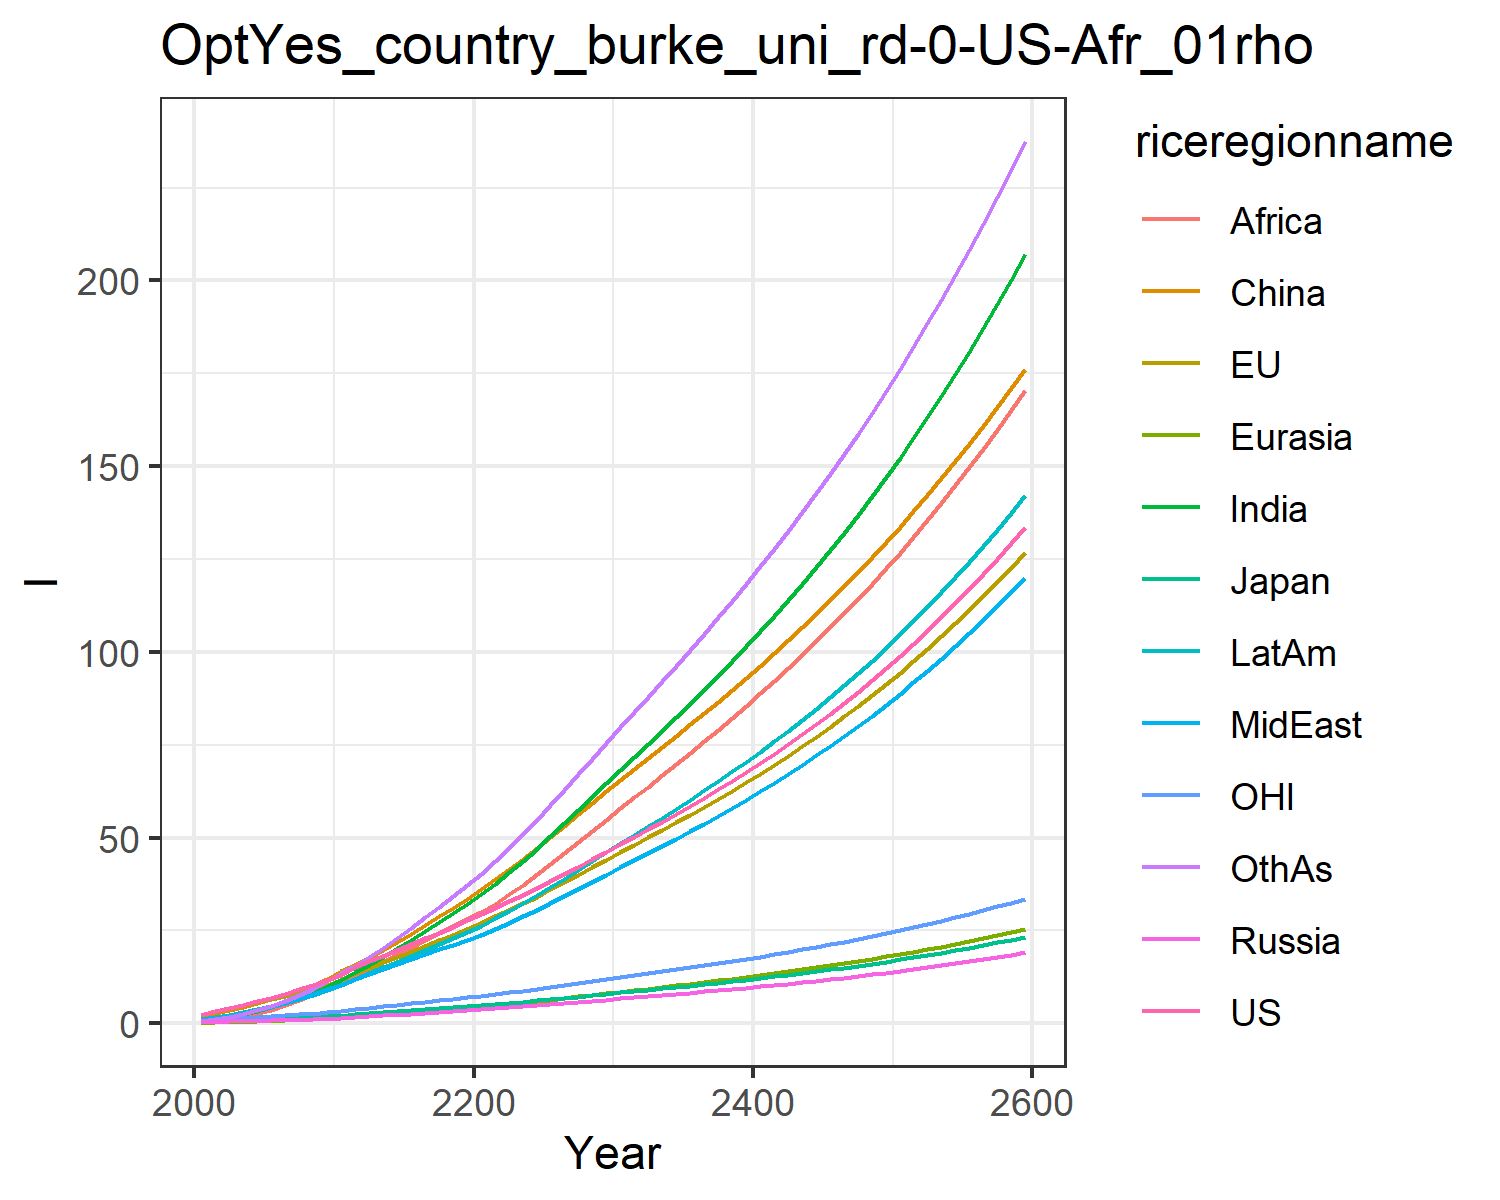 OptYes_country_burke_uni_rd-0-US-Afr_01rho
riceregionname
Africa
China
EU
Eurasia
India
Japan
LatAm
MidEast
OHI
OthAs
Russia
US
I
200
150
100
50
0
2000 2200 2400 2600
Year